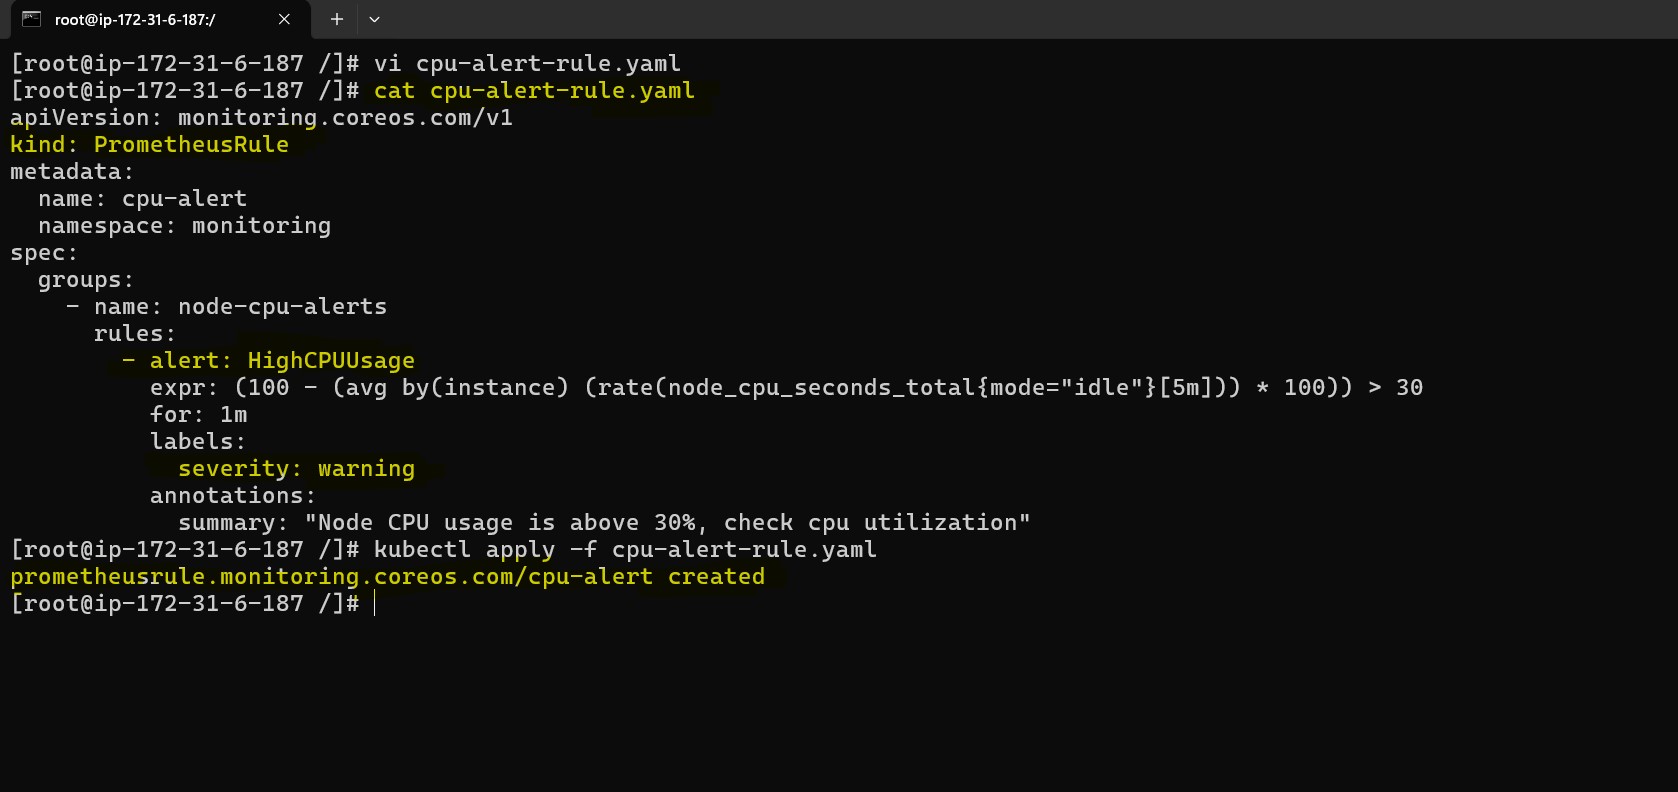 root@ip-172-31-6-187:/
[root@ip-172-31-6-187 /]# vi cpu-alert-rule.yaml
[root@ip-172-31-6-187 /]# cat cpu-alert-rule.yaml
apiVersion: monitoring.coreos.com/v1
kind: PrometheusRule
metadata:
  name: cpu-alert
  namespace: monitoring
spec:
  groups:
    - name: node-cpu-alerts
      rules:
        - alert: HighCPUUsage
          expr: (100 - (avg by(instance) (rate(node_cpu_seconds_total{mode="idle"}[5m])) * 100)) > 30
          for: 1m
          labels:
            severity: warning
          annotations:
            summary: "Node CPU usage is above 30%, check cpu utilization"
[root@ip-172-31-6-187 /]# kubectl apply -f cpu-alert-rule.yaml
prometheusrule.monitoring.coreos.com/cpu-alert created
[root@ip-172-31-6-187 /]#